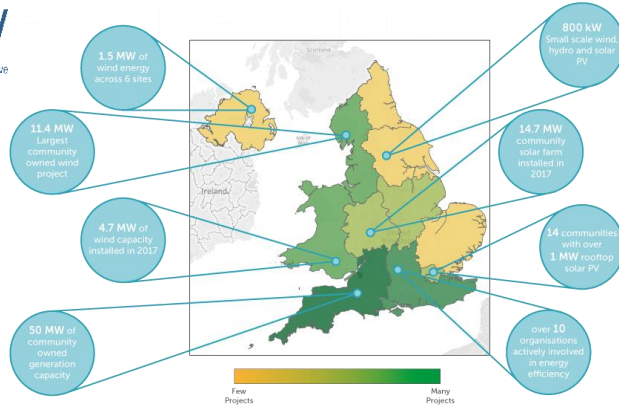 ve
1.5 MW of
wind energy
across 6 sites
800 kW
Small scale wind,
hydro and solar
PV
Scotland
11.4 MW
Largest
community
owned wind
project
14.7 MW
community
solar farm
installed in
2017
Ireland
4.7 MW of
wind capacity
installed in 2017
14 communities
with over
1 MW rooftop
solar PV
50 MW of
community
owned
generation
capacity
over 10
organisations
actively involved
in energy
efficiency
Few
Projects
Many
Projects